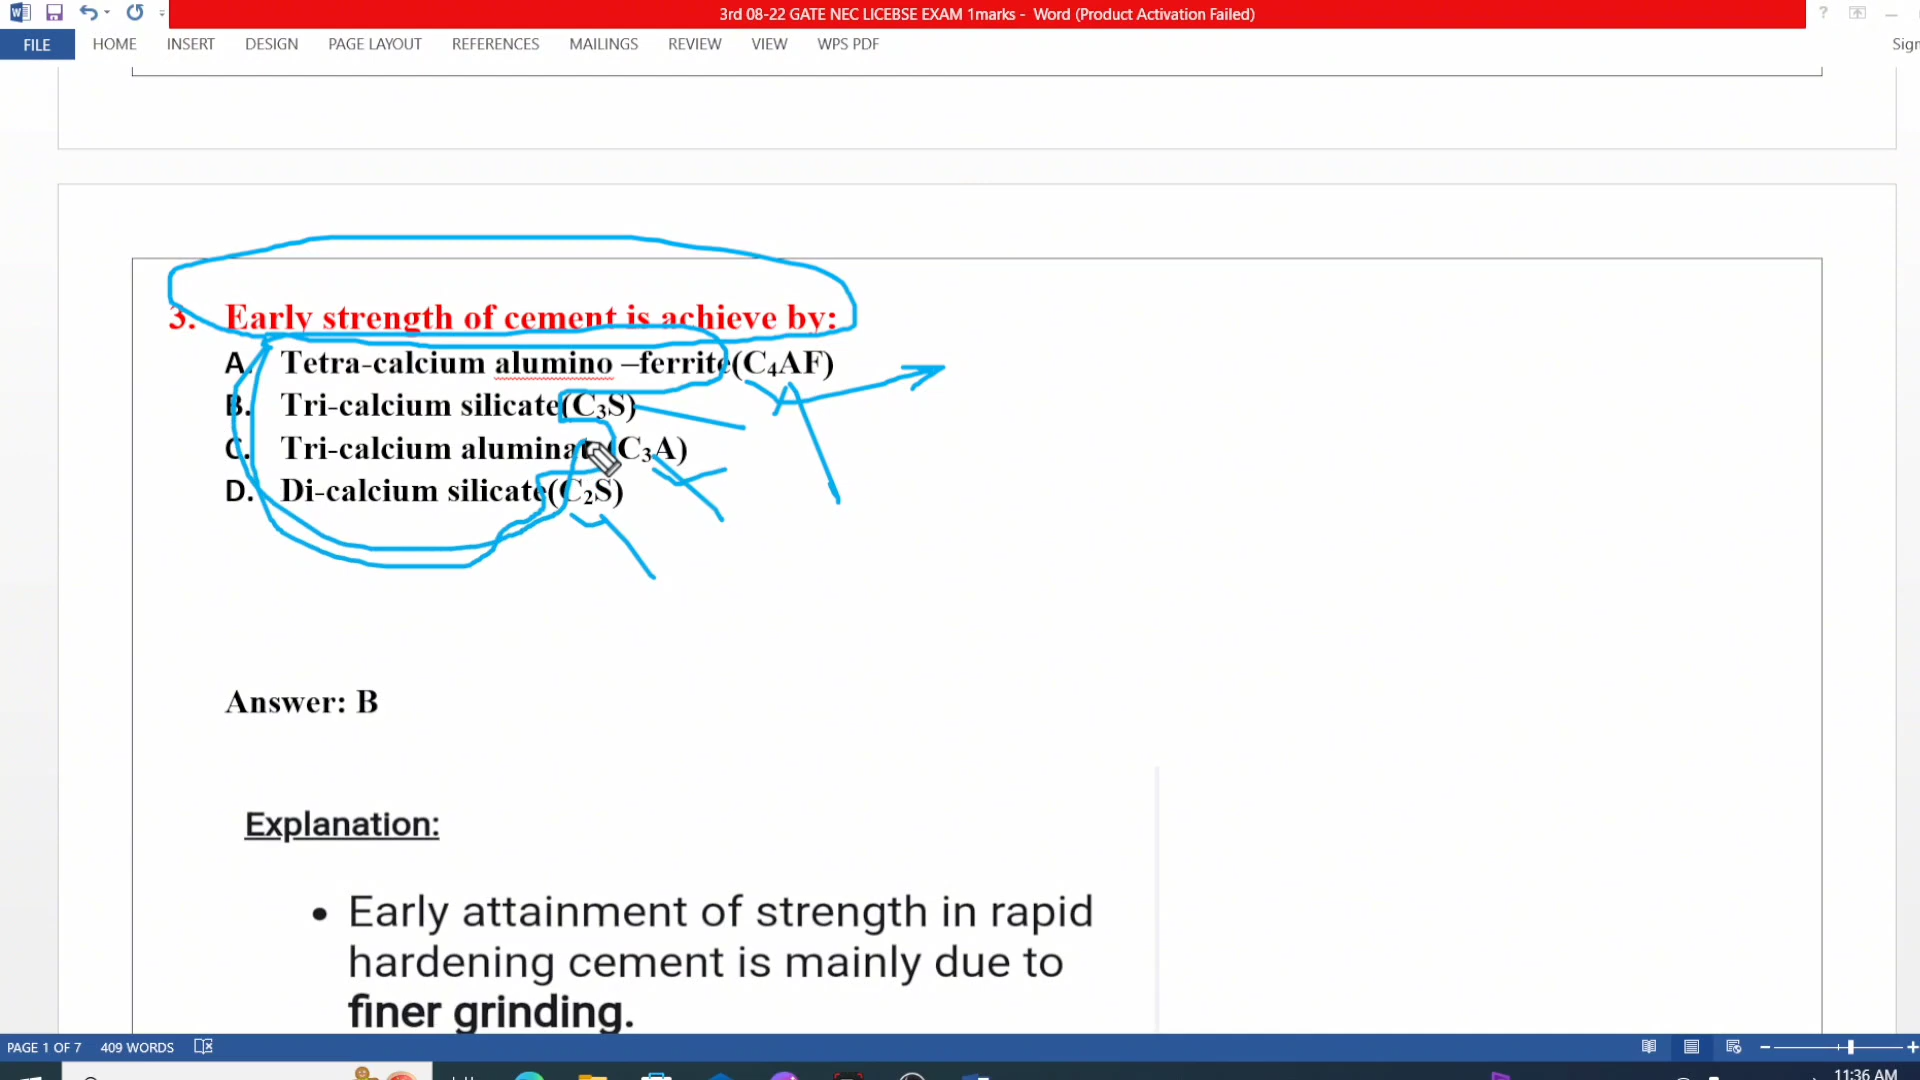 3rd 08-22 GATE NEC LICEBSE EXAM 1marks - Word (Product Activation Failed)
FILE HOME INSERT DESIGN PAGE LAYOUT REFERENCES MAILINGS REVIEW VIEW WPS PDF Sign
3. Early strength of cement is achieve by:
A. Tetra-calcium alumino –ferrite(C₄AF)
B. Tri-calcium silicate(C₃S)
C. Tri-calcium aluminate(C₃A)
D. Di-calcium silicate(C₂S)
Answer: B
Explanation:
• Early attainment of strength in rapid
hardening cement is mainly due to
finer grinding.
PAGE 1 OF 7 409 WORDS
11:36 AM